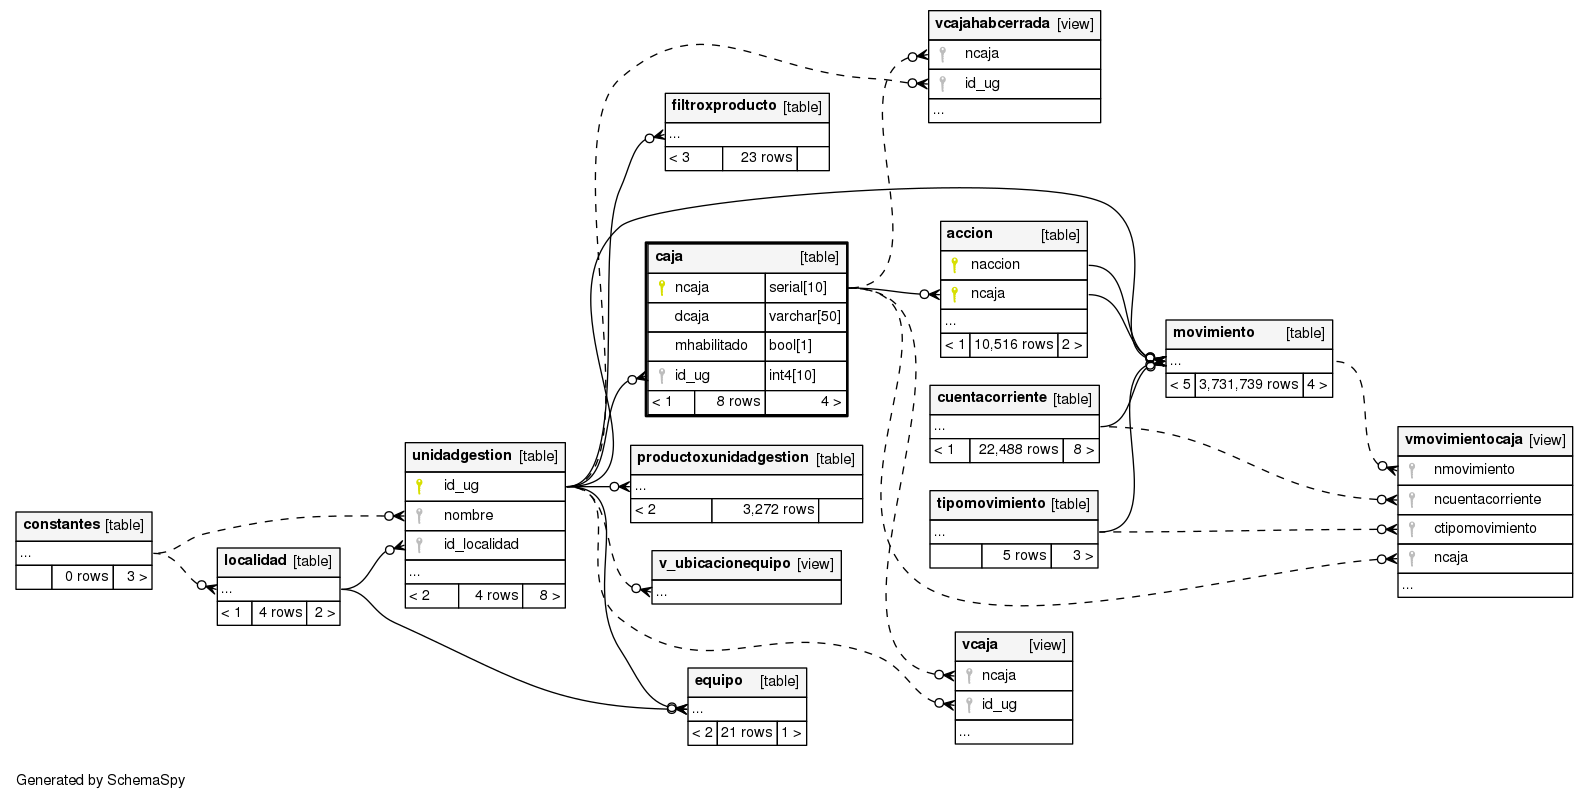 vcajahabcerrada [view]
ncaja
id_ug
...
filtroxproducto [table]
...
< 3 23 rows
caja [table]
ncaja serial[10]
dcaja varchar[50]
mhabilitado bool[1]
id_ug int4[10]
< 1 8 rows 4 >
accion [table]
naccion
ncaja
...
< 1 10,516 rows 2 >
movimiento [table]
...
< 5 3,731,739 rows 4 >
cuentacorriente [table]
...
< 1 22,488 rows 8 >
vmovimientocaja [view]
nmovimiento
ncuentacorriente
ctipomovimiento
ncaja
...
unidadgestion [table]
id_ug
nombre
id_localidad
...
< 2 4 rows 8 >
productoxunidadgestion [table]
...
< 2 3,272 rows
tipomovimiento [table]
...
5 rows 3 >
constantes [table]
...
0 rows 3 >
localidad [table]
...
< 1 4 rows 2 >
v_ubicacionequipo [view]
...
vcaja [view]
ncaja
id_ug
...
equipo [table]
...
< 2 21 rows 1 >
Generated by SchemaSpy